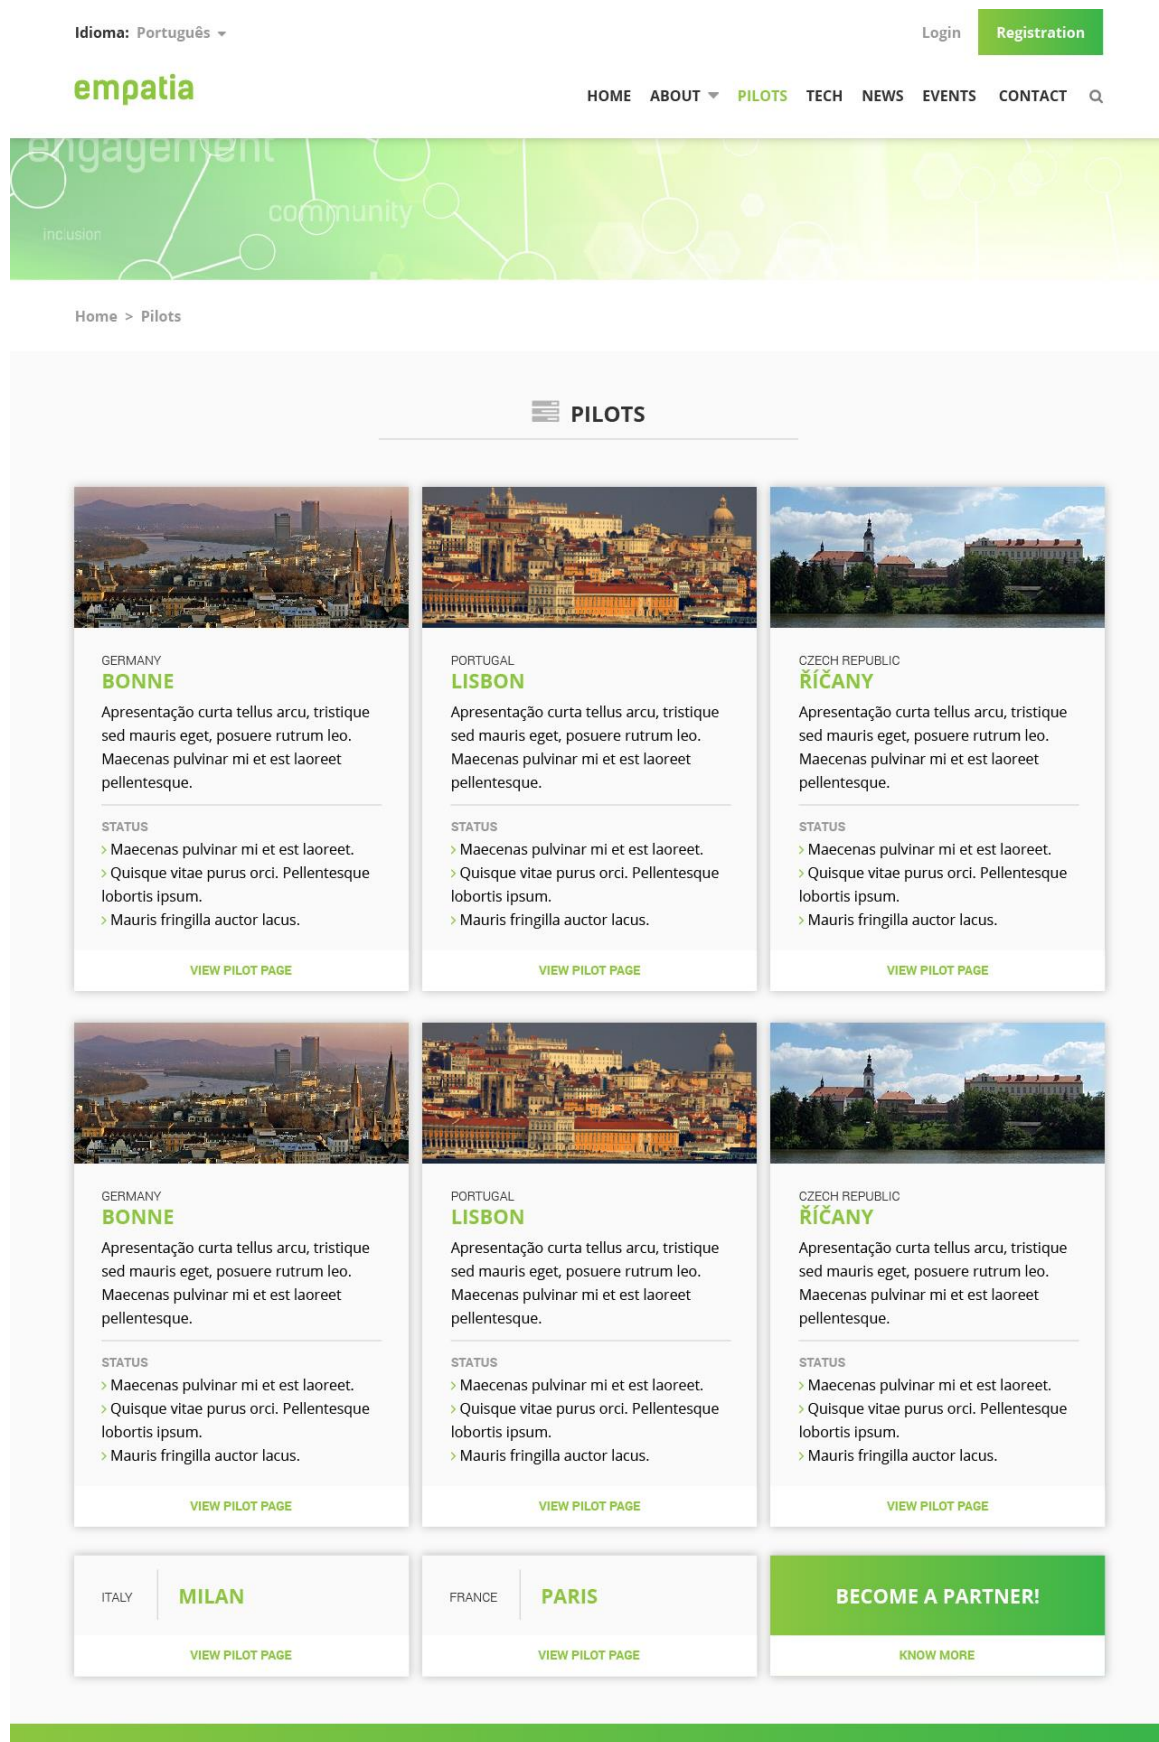 Idioma: Português
Login
Registration
empatia
HOME ABOUT PILOTS TECH NEWS EVENTS CONTACT
engagement
community
inclusion
Home > Pilots
PILOTS
GERMANY
BONNE
Apresentação curta tellus arcu, tristique
sed mauris eget, posuere rutrum leo.
Maecenas pulvinar mi et est laoreet
pellentesque.
STATUS
> Maecenas pulvinar mi et est laoreet.
> Quisque vitae purus orci. Pellentesque
lobortis ipsum.
> Mauris fringilla auctor lacus.
VIEW PILOT PAGE
PORTUGAL
LISBON
Apresentação curta tellus arcu, tristique
sed mauris eget, posuere rutrum leo.
Maecenas pulvinar mi et est laoreet
pellentesque.
STATUS
> Maecenas pulvinar mi et est laoreet.
> Quisque vitae purus orci. Pellentesque
lobortis ipsum.
> Mauris fringilla auctor lacus.
VIEW PILOT PAGE
CZECH REPUBLIC
ŘÍČANY
Apresentação curta tellus arcu, tristique
sed mauris eget, posuere rutrum leo.
Maecenas pulvinar mi et est laoreet
pellentesque.
STATUS
> Maecenas pulvinar mi et est laoreet.
> Quisque vitae purus orci. Pellentesque
lobortis ipsum.
> Mauris fringilla auctor lacus.
VIEW PILOT PAGE
GERMANY
BONNE
Apresentação curta tellus arcu, tristique
sed mauris eget, posuere rutrum leo.
Maecenas pulvinar mi et est laoreet
pellentesque.
STATUS
> Maecenas pulvinar mi et est laoreet.
> Quisque vitae purus orci. Pellentesque
lobortis ipsum.
> Mauris fringilla auctor lacus.
VIEW PILOT PAGE
PORTUGAL
LISBON
Apresentação curta tellus arcu, tristique
sed mauris eget, posuere rutrum leo.
Maecenas pulvinar mi et est laoreet
pellentesque.
STATUS
> Maecenas pulvinar mi et est laoreet.
> Quisque vitae purus orci. Pellentesque
lobortis ipsum.
> Mauris fringilla auctor lacus.
VIEW PILOT PAGE
CZECH REPUBLIC
ŘÍČANY
Apresentação curta tellus arcu, tristique
sed mauris eget, posuere rutrum leo.
Maecenas pulvinar mi et est laoreet
pellentesque.
STATUS
> Maecenas pulvinar mi et est laoreet.
> Quisque vitae purus orci. Pellentesque
lobortis ipsum.
> Mauris fringilla auctor lacus.
VIEW PILOT PAGE
ITALY MILAN
VIEW PILOT PAGE
FRANCE PARIS
VIEW PILOT PAGE
BECOME A PARTNER!
KNOW MORE